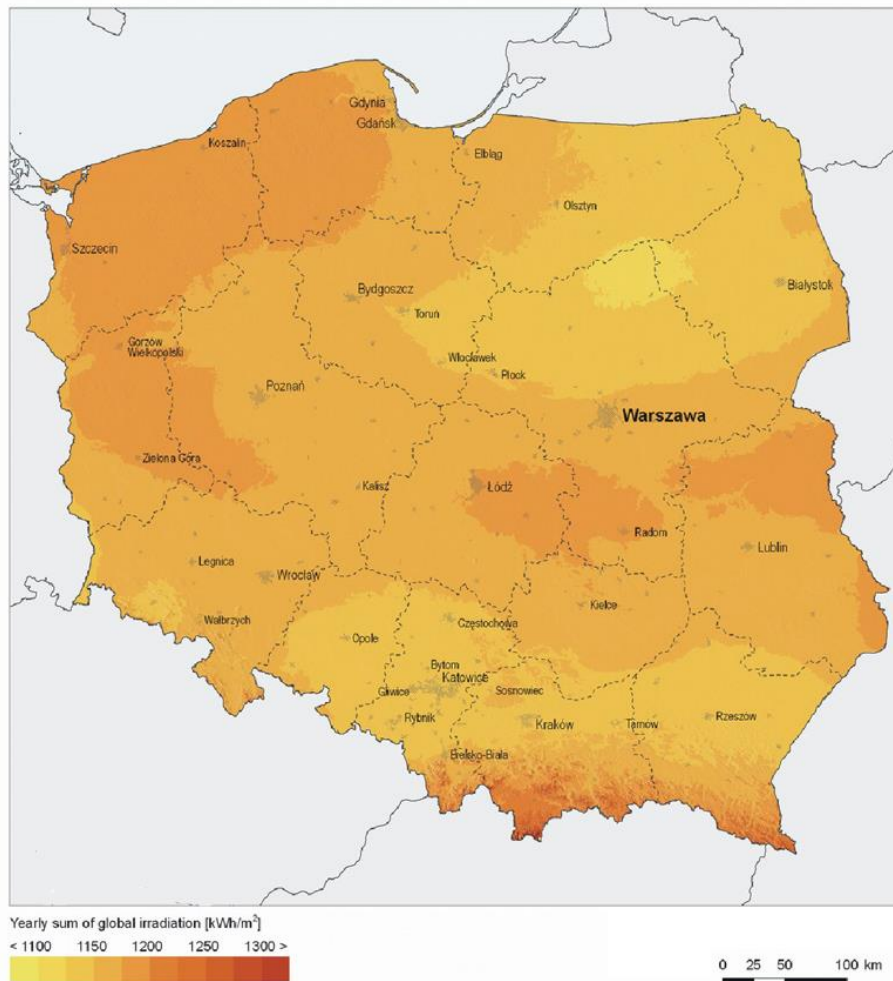 Gdynia
Gdańsk
Koszalin
Elbląg
Olsztyn
Szczecin
Bydgoszcz
Białystok
Toruń
Gorzów
Wielkopolski
Włocławek
Płock
Poznań
Warszawa
Zielona Góra
Kalisz
Łódź
Radom
Lublin
Legnica
Wrocław
Kielce
Wałbrzych
Częstochowa
Opole
Bytom
Katowice
Gliwice
Sosnowiec
Rybnik
Kraków
Tarnów
Rzeszów
Bielsko-Biała
Yearly sum of global irradiation [kWh/m²]
< 1100 1150 1200 1250 1300 >
0 25 50 100 km